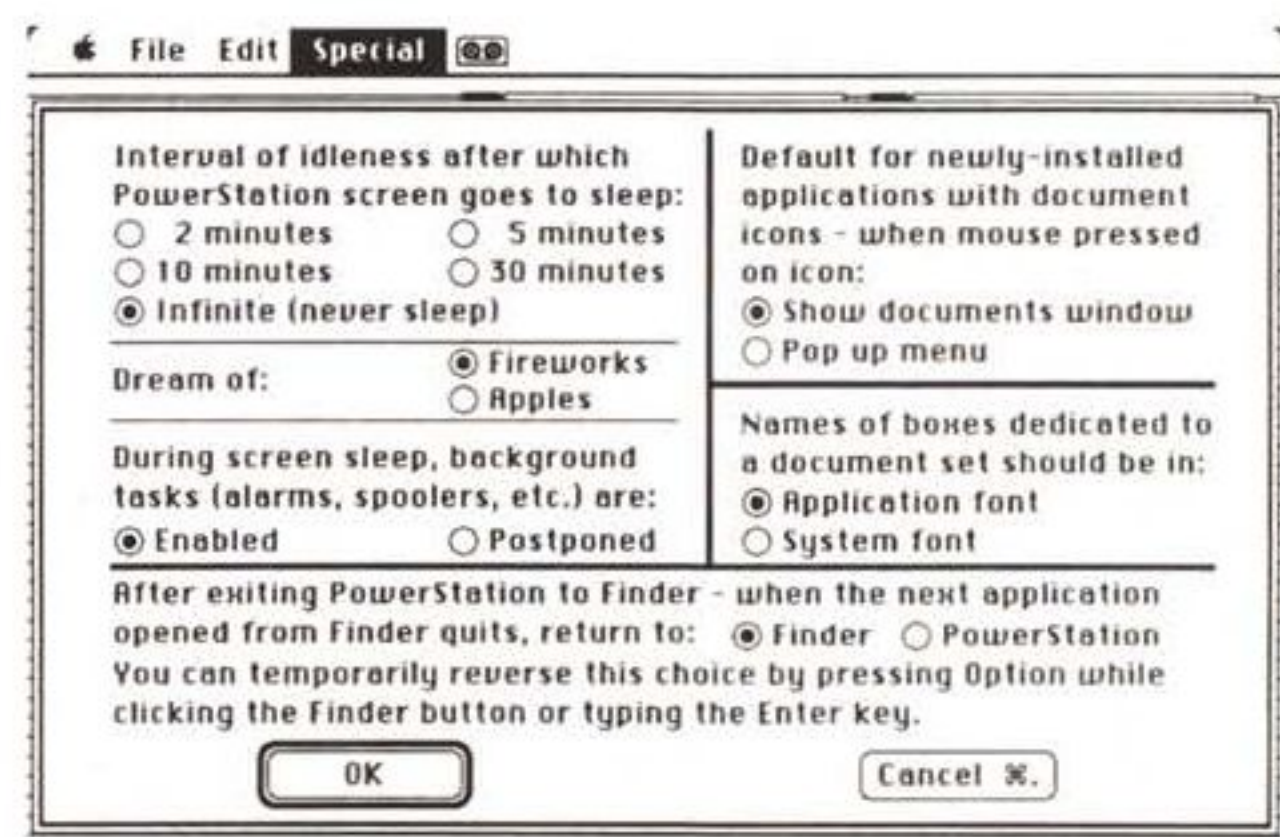 File Edit Special
Interval of idleness after which
PowerStation screen goes to sleep:
2 minutes 5 minutes
10 minutes 30 minutes
Infinite (never sleep)
Dream of: Fireworks
Apples
During screen sleep, background
tasks (alarms, spoolers, etc.) are:
Enabled Postponed
Default for newly-installed
applications with document
icons - when mouse pressed
on icon:
Show documents window
Pop up menu
Names of boxes dedicated to
a document set should be in:
Application font
System font
After exiting PowerStation to Finder - when the next application
opened from Finder quits, return to: Finder PowerStation
You can temporarily reverse this choice by pressing Option while
clicking the Finder button or typing the Enter key.
OK Cancel ⌘.